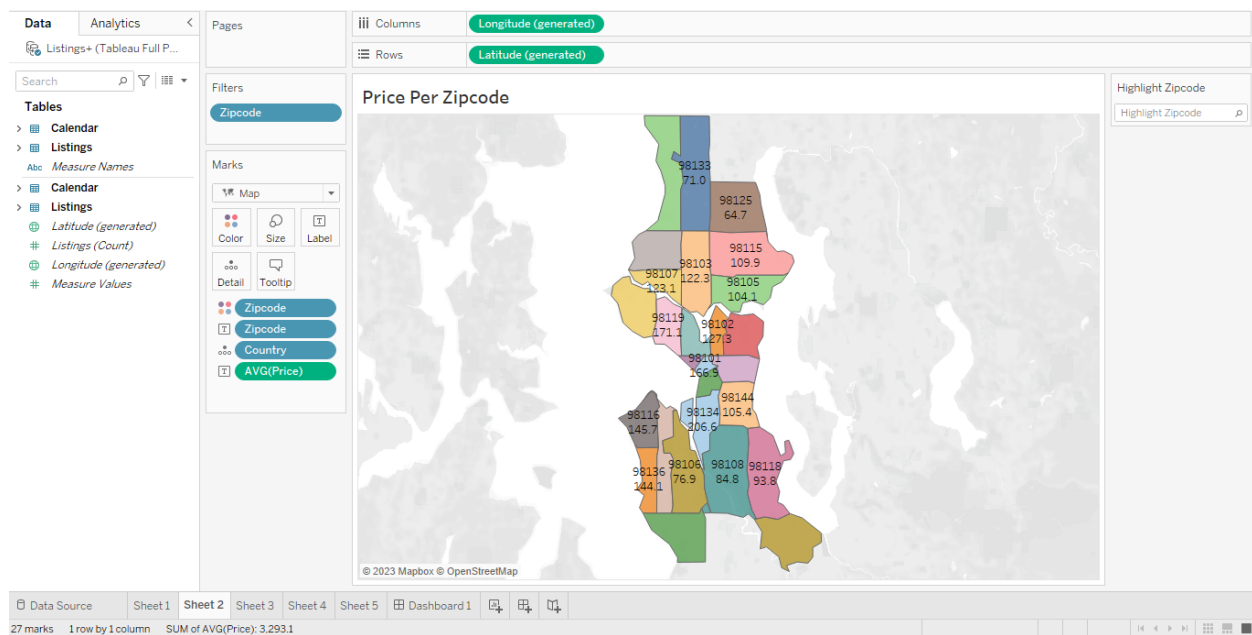 Data
Analytics
Listings+ (Tableau Full P...
Search
Tables
Calendar
Listings
Abc Measure Names
Calendar
Listings
Latitude (generated)
Listings (Count)
Longitude (generated)
Measure Values
Pages
Filters
Zipcode
Marks
Map
Color Size Label
Detail Tooltip
Zipcode
Zipcode
Country
AVG(Price)
Columns Longitude (generated)
Rows Latitude (generated)
Price Per Zipcode
98133
71.0
98125
64.7
98115
109.9
98103
122.3
98107
123.1
98105
104.1
98119
171.1
98102
127.3
98101
166.9
98144
105.4
98116
145.7
98134
206.6
98136
144.1
98106
76.9
98108
84.8
98118
93.8
© 2023 Mapbox © OpenStreetMap
Highlight Zipcode
Highlight Zipcode
Data Source Sheet 1 Sheet 2 Sheet 3 Sheet 4 Sheet 5 Dashboard 1
27 marks 1 row by 1 column SUM of AVG(Price): 3,293.1